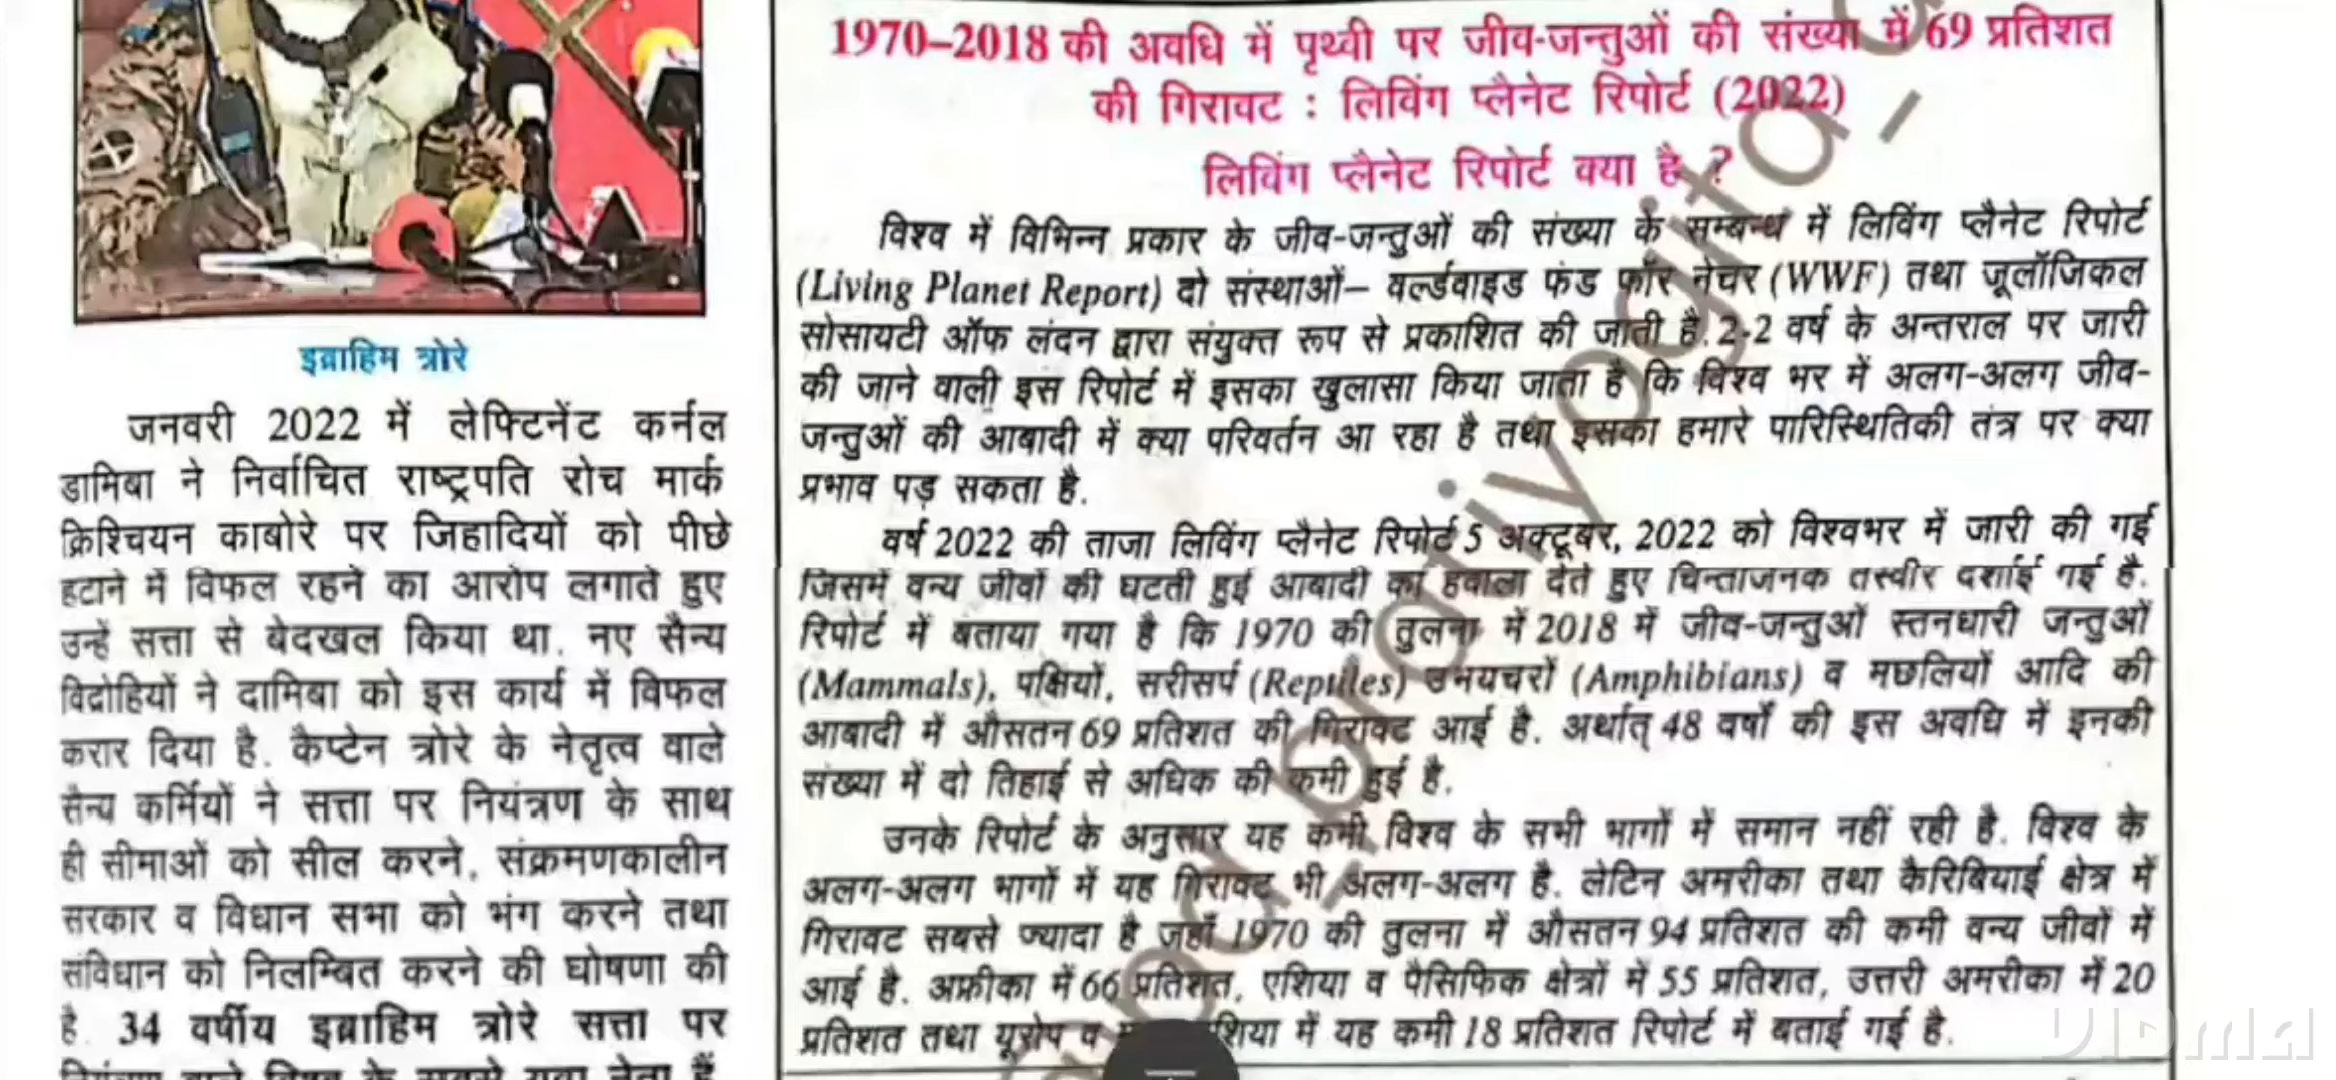 इब्राहिम त्रोरे
जनवरी 2022 में लेफ्टिनेंट कर्नल
डामिबा ने निर्वाचित राष्ट्रपति रोच मार्क
क्रिश्चियन काबोरे पर जिहादियों को पीछे
हटाने में विफल रहने का आरोप लगाते हुए
उन्हें सत्ता से बेदखल किया था. नए सैन्य
विद्रोहियों ने दामिबा को इस कार्य में विफल
करार दिया है. कैप्टेन त्रोरे के नेतृत्व वाले
सैन्य कर्मियों ने सत्ता पर नियंत्रण के साथ
ही सीमाओं को सील करने, संक्रमणकालीन
सरकार व विधान सभा को भंग करने तथा
संविधान को निलम्बित करने की घोषणा की
है. 34 वर्षीय इब्राहिम त्रोरे सत्ता पर
1970–2018 की अवधि में पृथ्वी पर जीव-जन्तुओं की संख्या में 69 प्रतिशत
की गिरावट : लिविंग प्लैनेट रिपोर्ट (2022)
लिविंग प्लैनेट रिपोर्ट क्या है ?
विश्व में विभिन्न प्रकार के जीव-जन्तुओं की संख्या के सम्बन्ध में लिविंग प्लैनेट रिपोर्ट
(Living Planet Report) दो संस्थाओं– वर्ल्डवाइड फंड फॉर नेचर (WWF) तथा जूलॉजिकल
सोसायटी ऑफ लंदन द्वारा संयुक्त रूप से प्रकाशित की जाती है. 2-2 वर्ष के अन्तराल पर जारी
की जाने वाली इस रिपोर्ट में इसका खुलासा किया जाता है कि विश्व भर में अलग-अलग जीव-
जन्तुओं की आबादी में क्या परिवर्तन आ रहा है तथा इसका हमारे पारिस्थितिकी तंत्र पर क्या
प्रभाव पड़ सकता है.
वर्ष 2022 की ताजा लिविंग प्लैनेट रिपोर्ट 5 अक्टूबर, 2022 को विश्वभर में जारी की गई
जिसमें वन्य जीवों की घटती हुई आबादी का हवाला देते हुए चिन्ताजनक तस्वीर दर्शाई गई है.
रिपोर्ट में बताया गया है कि 1970 की तुलना में 2018 में जीव-जन्तुओं स्तनधारी जन्तुओं
(Mammals), पक्षियों, सरीसर्प (Reptiles) उभयचरों (Amphibians) व मछलियों आदि की
आबादी में औसतन 69 प्रतिशत की गिरावट आई है. अर्थात् 48 वर्षों की इस अवधि में इनकी
संख्या में दो तिहाई से अधिक की कमी हुई है.
उनके रिपोर्ट के अनुसार यह कमी विश्व के सभी भागों में समान नहीं रही है. विश्व के
अलग-अलग भागों में यह गिरावट भी अलग-अलग है. लेटिन अमरीका तथा कैरिबियाई क्षेत्र में
गिरावट सबसे ज्यादा है जहाँ 1970 की तुलना में औसतन 94 प्रतिशत की कमी वन्य जीवों में
आई है. अफ्रीका में 66 प्रतिशत, एशिया व पैसिफिक क्षेत्रों में 55 प्रतिशत, उत्तरी अमरीका में 20
प्रतिशत तथा यूरोप व में यह कमी 18 प्रतिशत रिपोर्ट में बताई गई है.